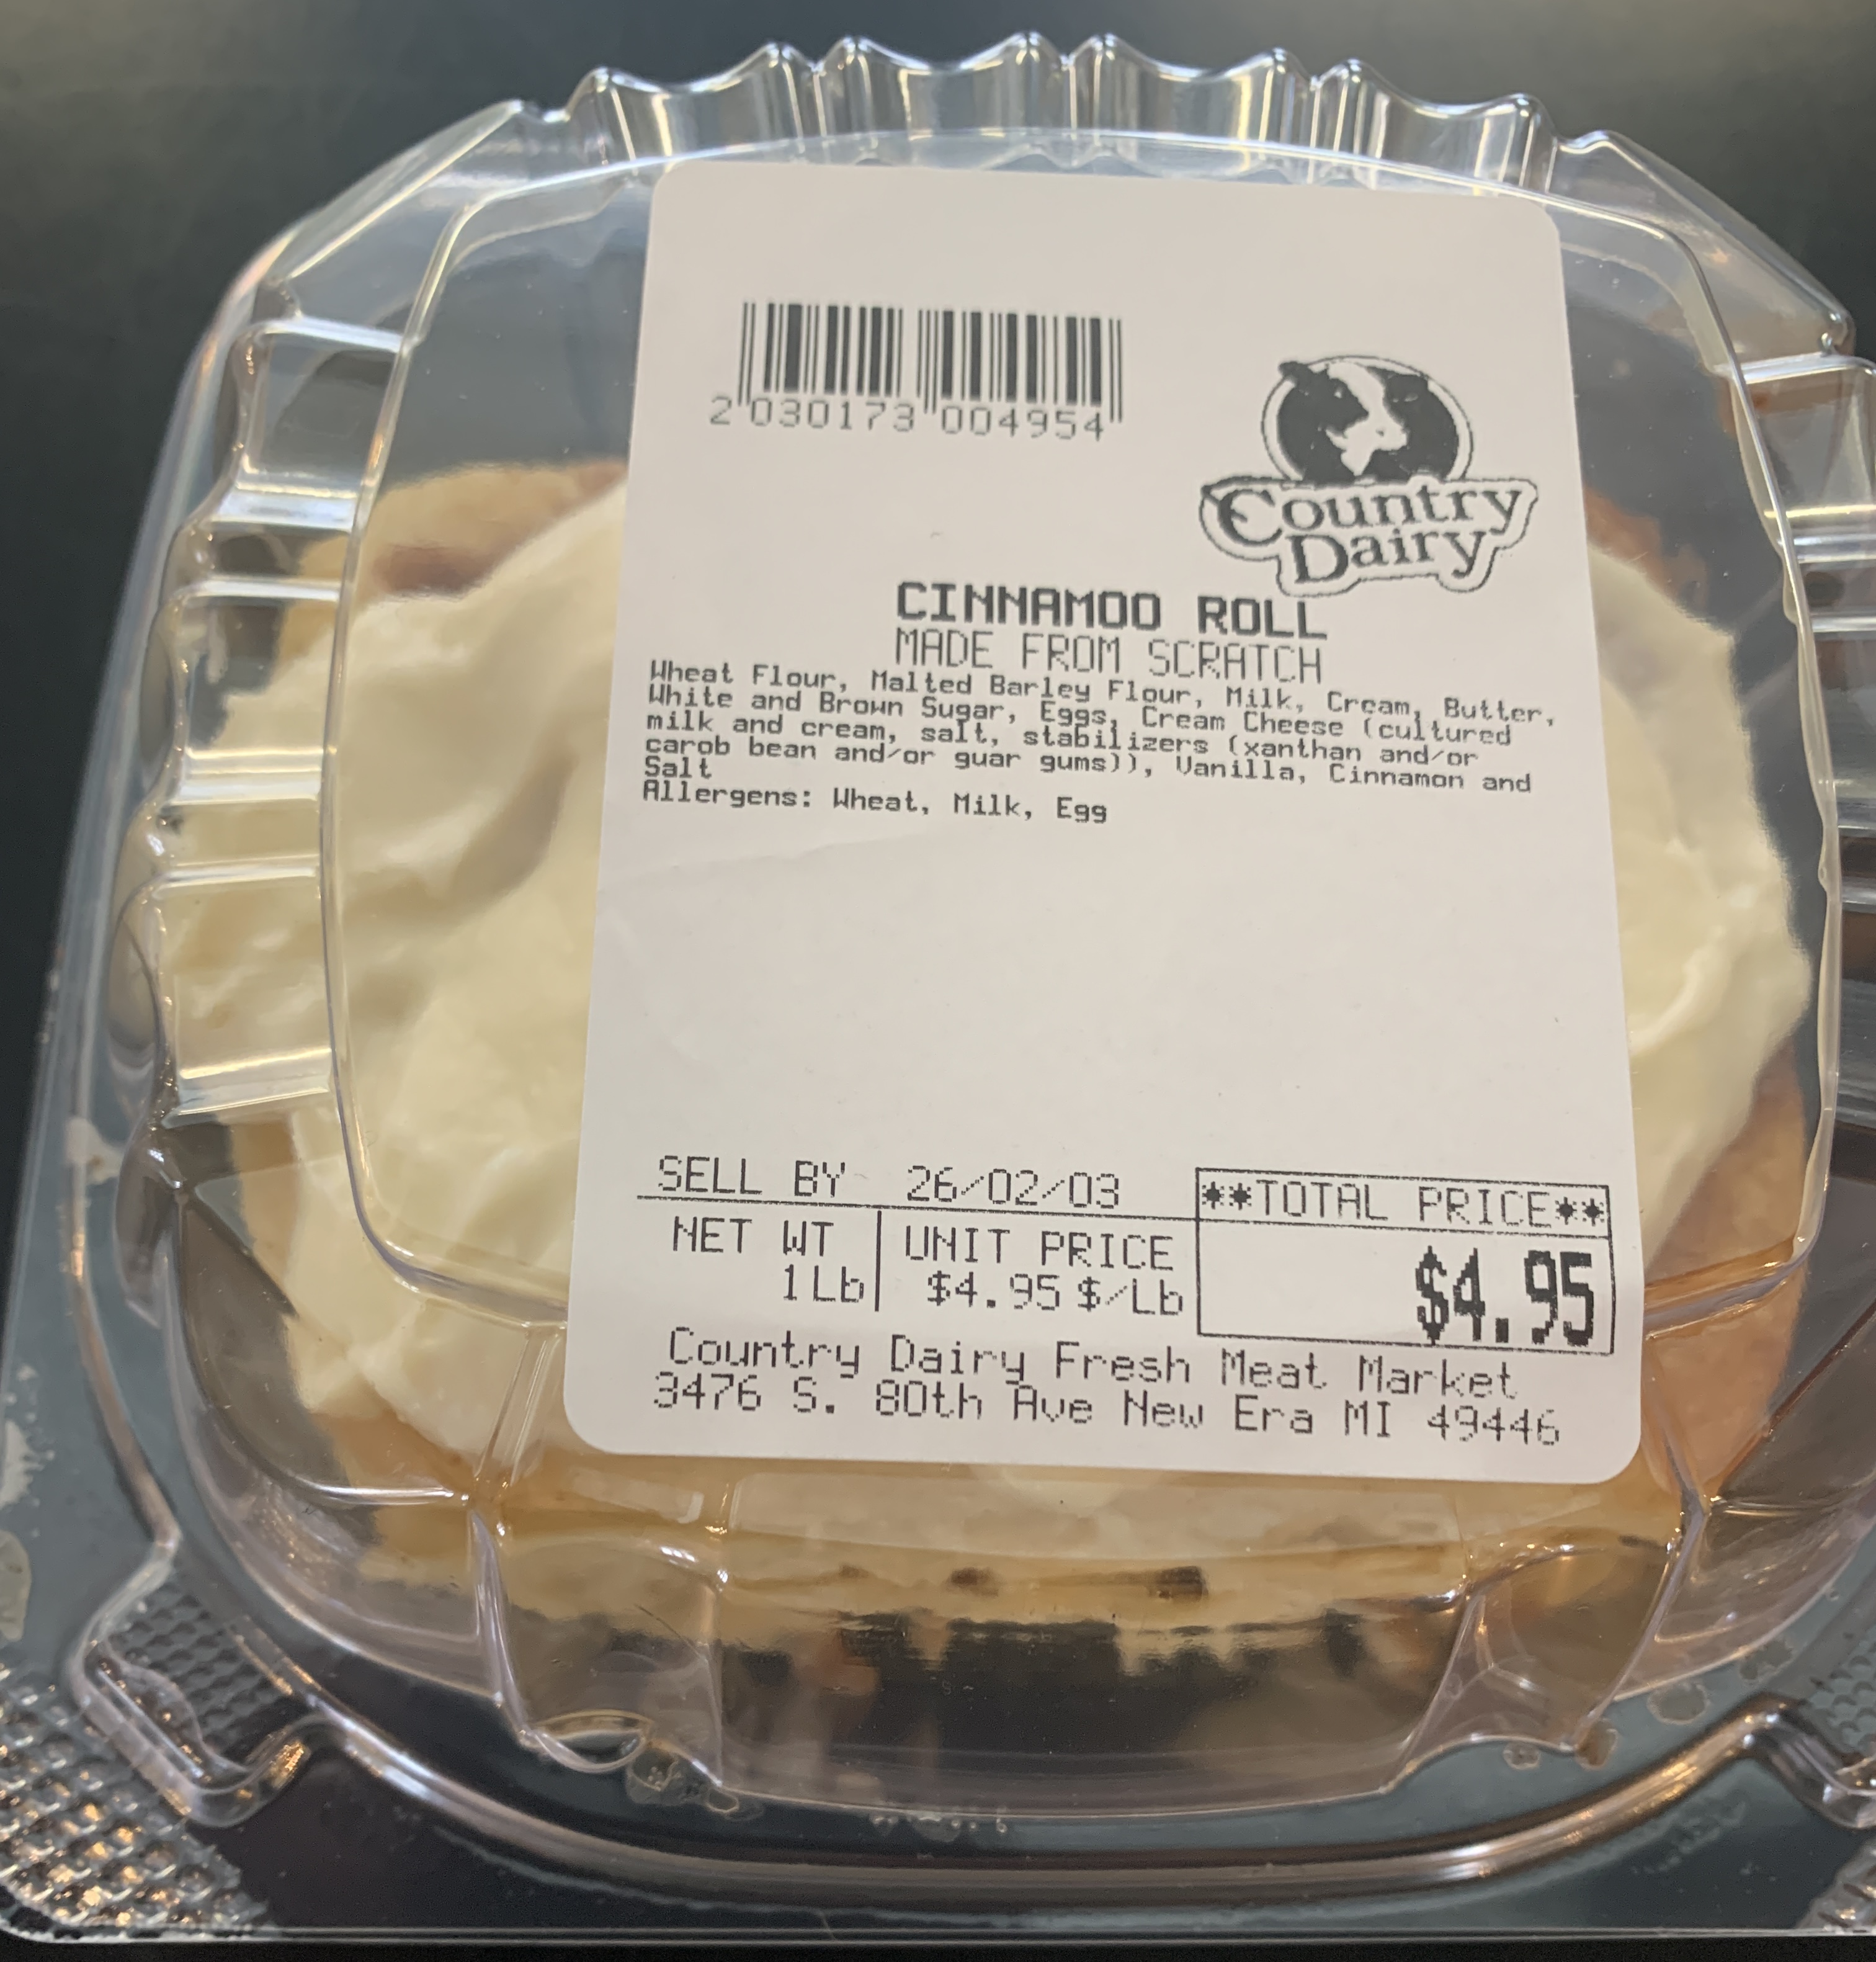 2 030173 004954
Country
Dairy
CINNAMOO ROLL
MADE FROM SCRATCH
Wheat Flour, Malted Barley Flour, Milk, Cream, Butter,
White and Brown Sugar, Eggs, Cream Cheese (cultured
milk and cream, salt, stabilizers (xanthan and/or
carob bean and/or guar gums)), Vanilla, Cinnamon and
Salt
Allergens: Wheat, Milk, Egg
SELL BY 26/02/03
**TOTAL PRICE**
NET WT
1 Lb
UNIT PRICE
$4.95 $/Lb
$4.95
Country Dairy Fresh Meat Market
3476 S. 80th Ave New Era MI 49446